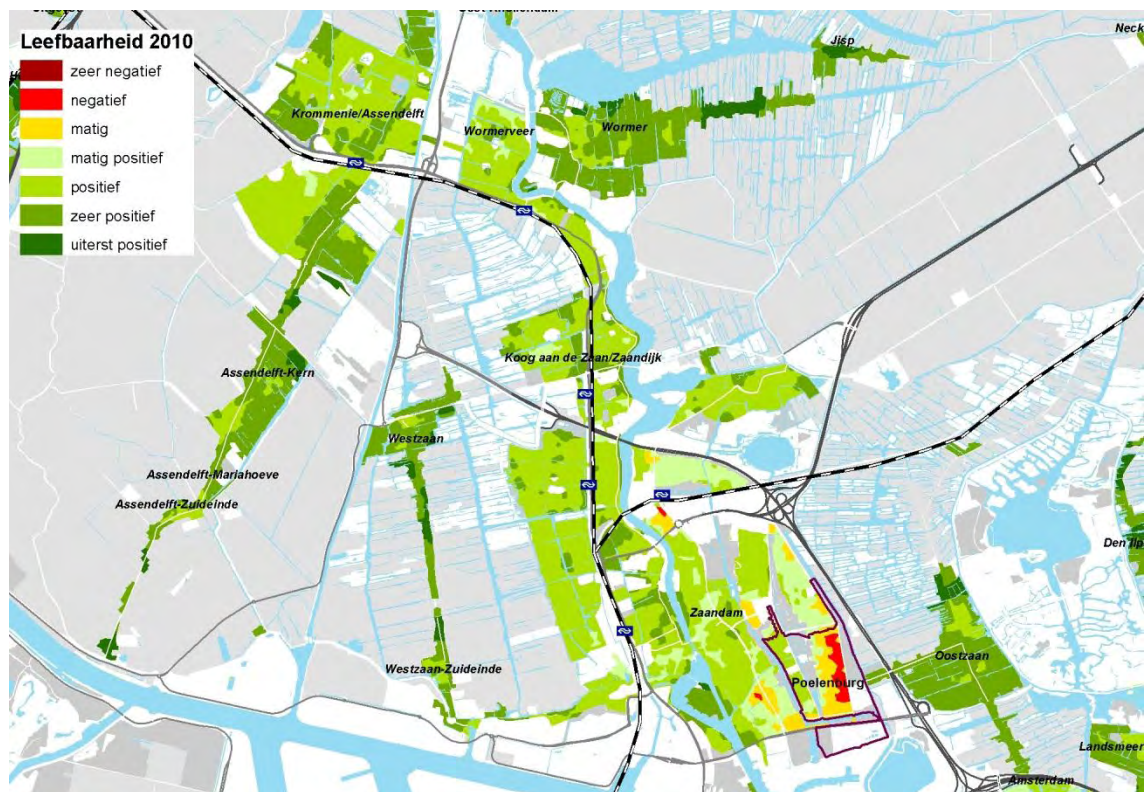 Leefbaarheid 2010
zeer negatief
negatief
matig
matig positief
positief
zeer positief
uiterst positief
Jisp
Neck
Krommenie/Assendelft
Wormerveer
Wormer
Koog aan de Zaan/Zaandijk
Assendelft-Kern
Westzaan
Assendelft-Mariahoeve
Assendelft-Zuideinde
Den Ilp
Zaandam
Oostzaan
Westzaan-Zuideinde
Poelenburg
Landsmeer
Amsterdam